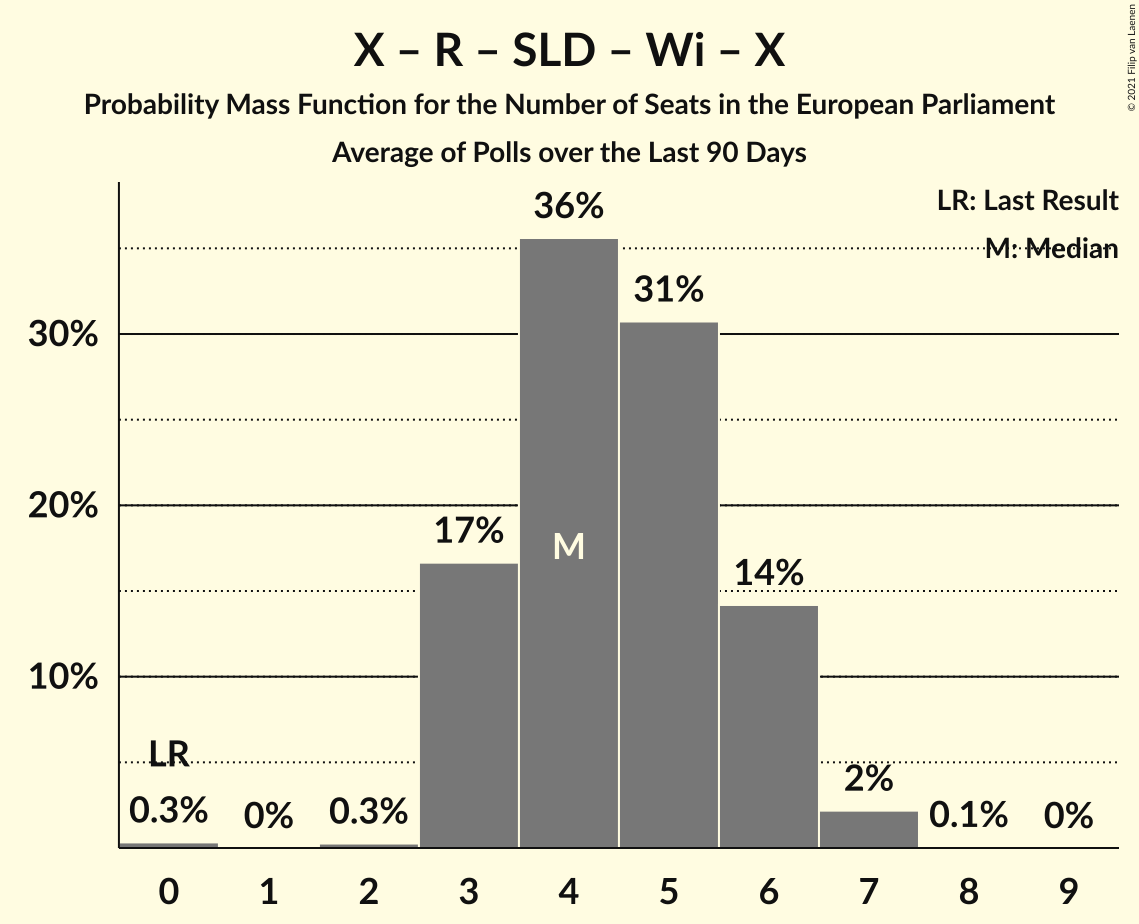 X – R – SLD – Wi – X
Probability Mass Function for the Number of Seats in the European Parliament
Average of Polls over the Last 90 Days
© 2021 Filip van Laenen
LR: Last Result
M: Median
36%
31%
30%
20%
17%
M
14%
10%
LR
2%
0.3%
0%
0.3%
0.1%
0%
0 1 2 3 4 5 6 7 8 9